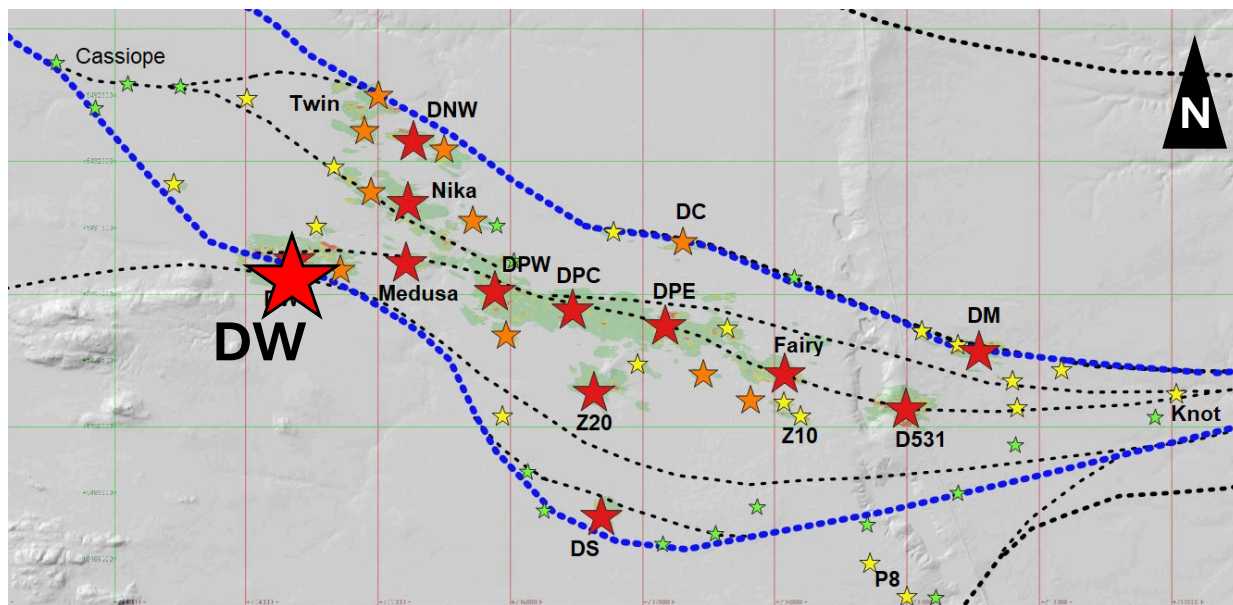 Cassiope
Twin
DNW
N
Nika
DC
DPW
Medusa
DPC
DPE
DM
DW
Fairy
Z20
Z10
D531
Knot
DS
P8